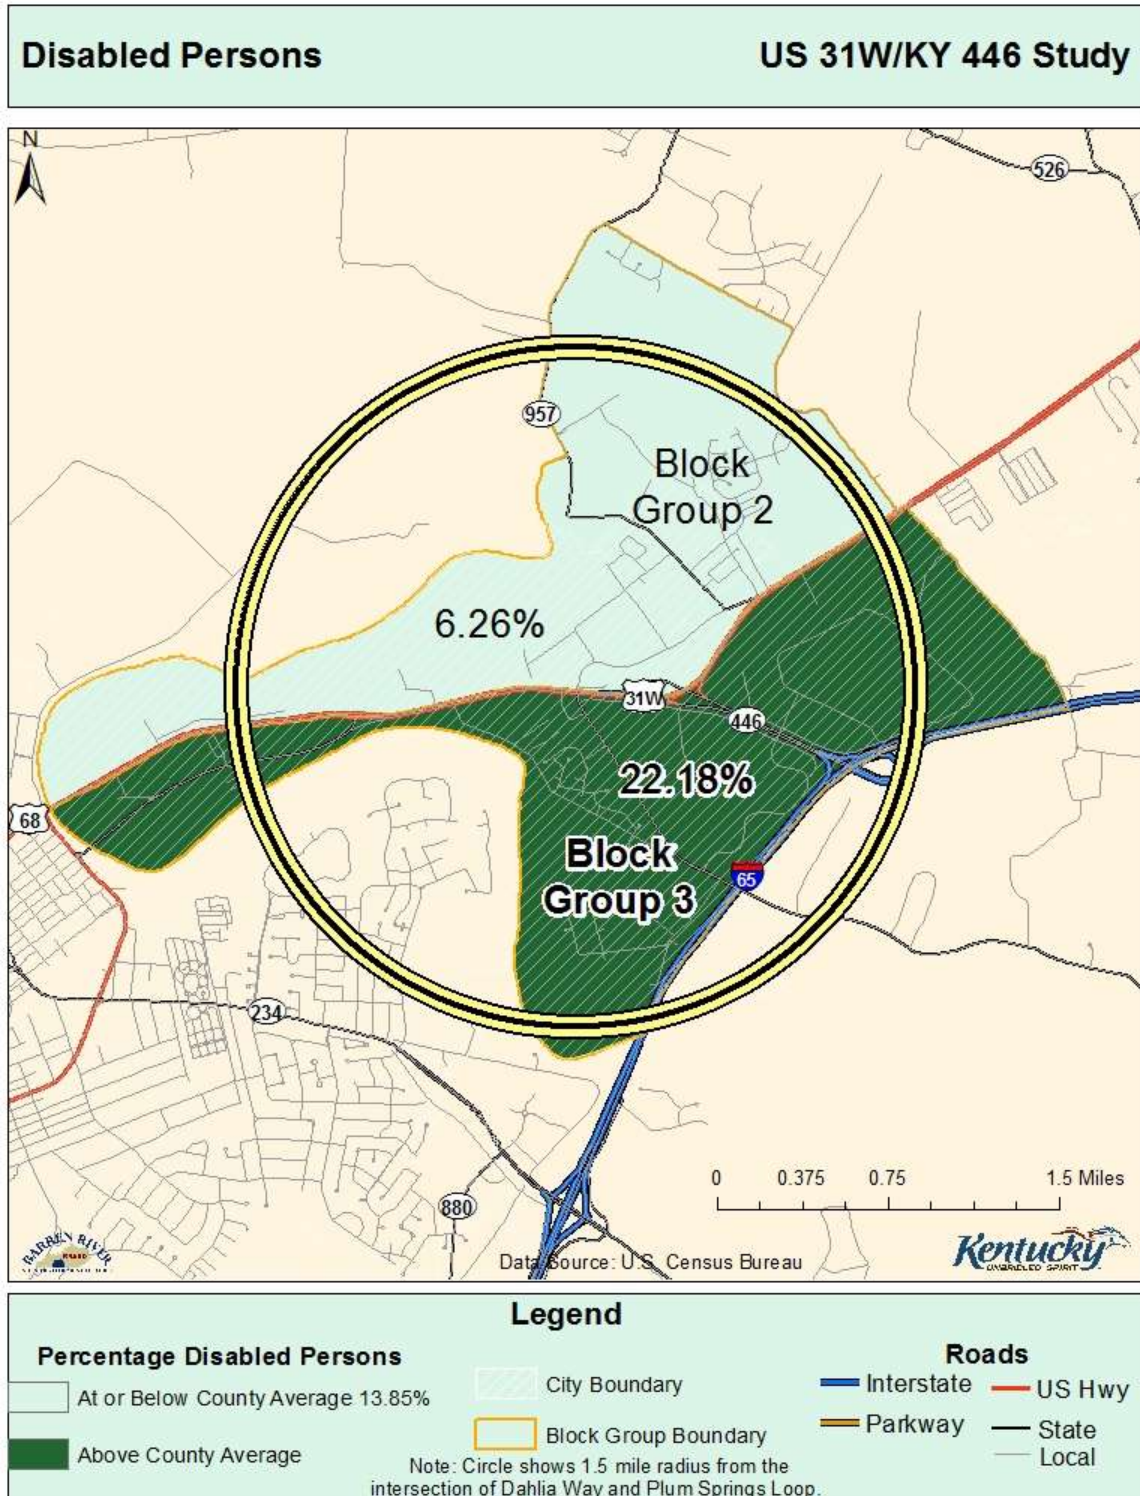 Disabled Persons
US 31W/KY 446 Study
N
526
957
Block
Group 2
6.26%
31W
446
22.18%
68
Block
Group 3
65
234
0 0.375 0.75 1.5 Miles
880
BARREN RIVER
Kentucky
UNBRIDLED SPIRIT
Data Source: U.S. Census Bureau
Legend
Percentage Disabled Persons
At or Below County Average 13.85%
Above County Average
City Boundary
Block Group Boundary
Roads
Interstate
US Hwy
Parkway
State
Local
Note: Circle shows 1.5 mile radius from the
intersection of Dahlia Way and Plum Springs Loop.